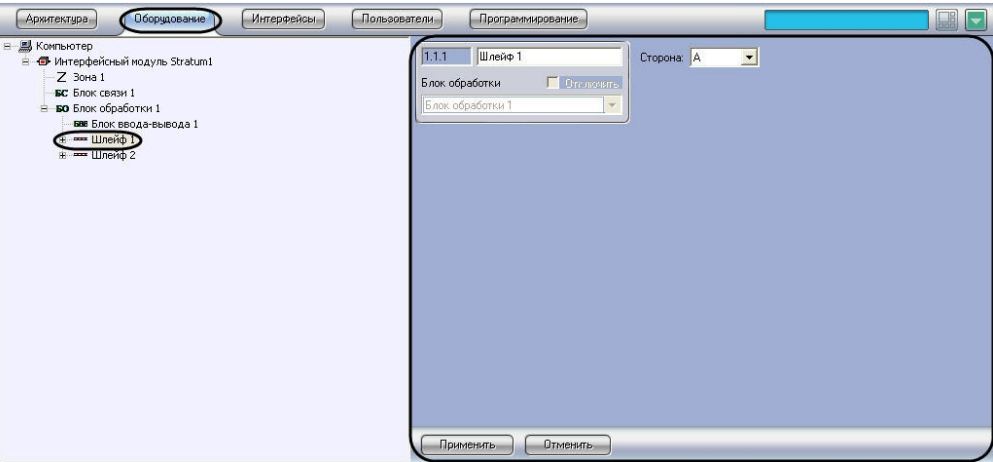 Архитектура Оборудование Интерфейсы Пользователи Программирование
Компьютер
Интерфейсный модуль Stratum1
Z Зона 1
БС Блок связи 1
БО Блок обработки 1
Блок ввода-вывода 1
Шлейф 1
Шлейф 2
1.1.1 Шлейф 1 Сторона: A
Блок обработки Отключить
Блок обработки 1
Применить Отменить